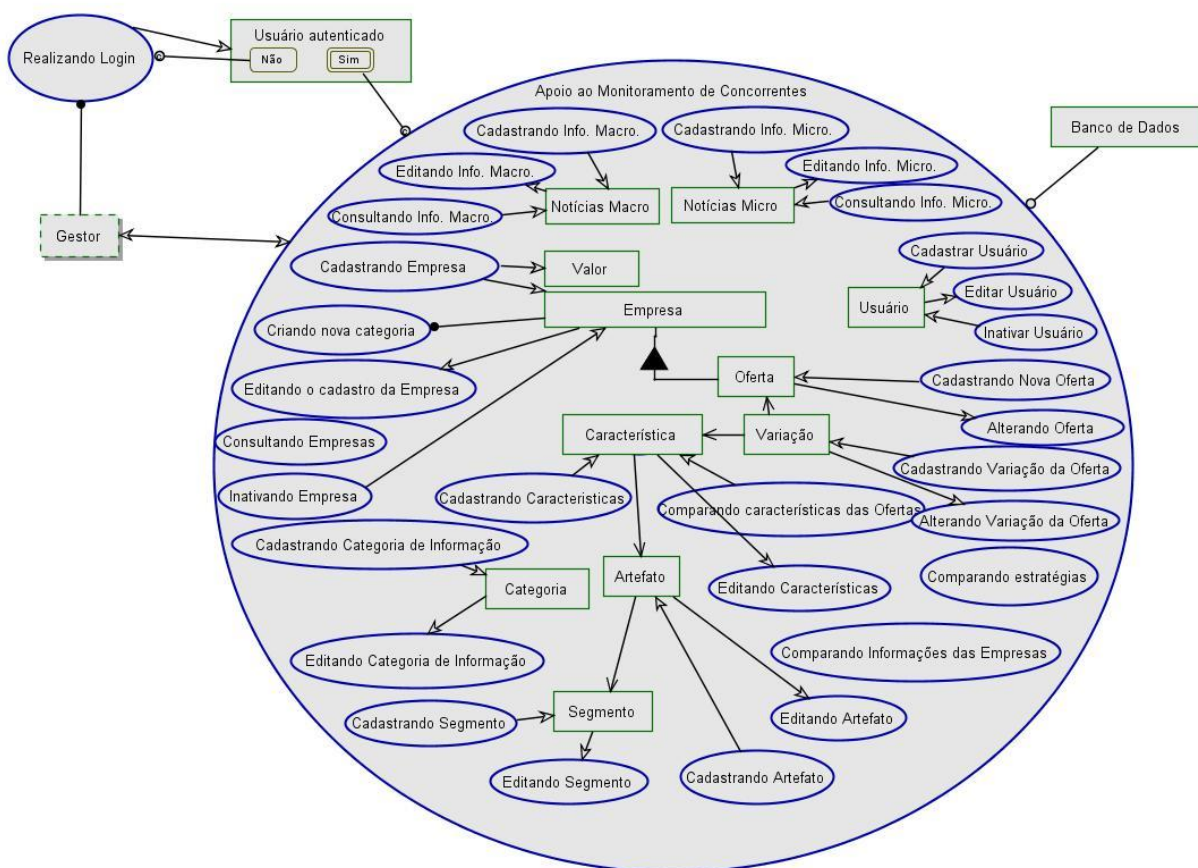 Usuário autenticado
Realizando Login
Não
Sim
Apoio ao Monitoramento de Concorrentes
Banco de Dados
Cadastrando Info. Macro.
Cadastrando Info. Micro.
Editando Info. Macro.
Editando Info. Micro.
Notícias Macro
Notícias Micro
Consultando Info. Macro.
Consultando Info. Micro.
Gestor
Cadastrando Empresa
Valor
Cadastrar Usuário
Editar Usuário
Usuário
Empresa
Criando nova categoria
Inativar Usuário
Editando o cadastro da Empresa
Oferta
Cadastrando Nova Oferta
Alterando Oferta
Consultando Empresas
Característica
Variação
Cadastrando Variação da Oferta
Inativando Empresa
Cadastrando Caracteristicas
Comparando características das Ofertas
Alterando Variação da Oferta
Cadastrando Categoria de Informação
Artefato
Comparando estratégias
Categoria
Editando Características
Editando Categoria de Informação
Comparando Informações das Empresas
Segmento
Cadastrando Segmento
Editando Artefato
Editando Segmento
Cadastrando Artefato